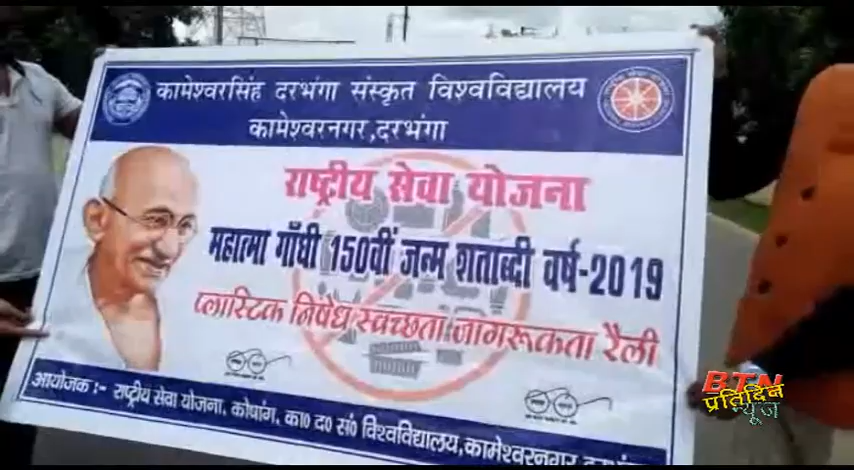 कामेश्वरसिंह दरभंगा संस्कृत विश्वविद्यालय
कामेश्वरनगर,दरभंगा
राष्ट्रीय सेवा योजना
महात्मा गाँधी 150वीं जन्म शताब्दी वर्ष-2019
प्लास्टिक निषेध स्वच्छता जागरूकता रैली
आयोजक :- राष्ट्रीय सेवा योजना, कोषांग, का0 द0 सं0 विश्वविद्यालय,कामेश्वरनगर दरभंगा
BTN
प्रतिदिन
न्यूज